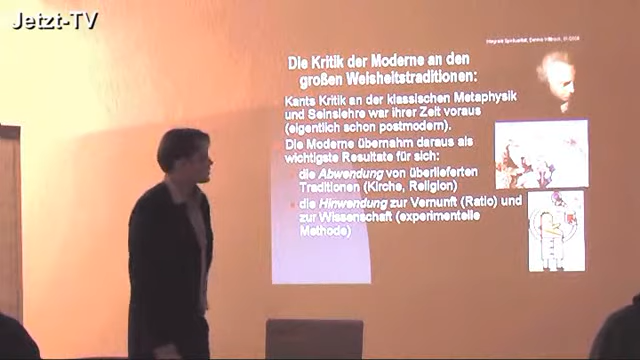 Jetzt-TV
Die Kritik der Moderne an den
großen Weisheitstraditionen:
Kants Kritik an der klassischen Metaphysik
und Seinslehre war ihrer Zeit voraus
(eigentlich schon postmodern).
Die Moderne übernahm daraus als
wichtigste Resultate für sich:
die Abwendung von überlieferten
Traditionen (Kirche, Religion)
die Hinwendung zur Vernunft (Ratio) und
zur Wissenschaft (experimentelle
Methode)